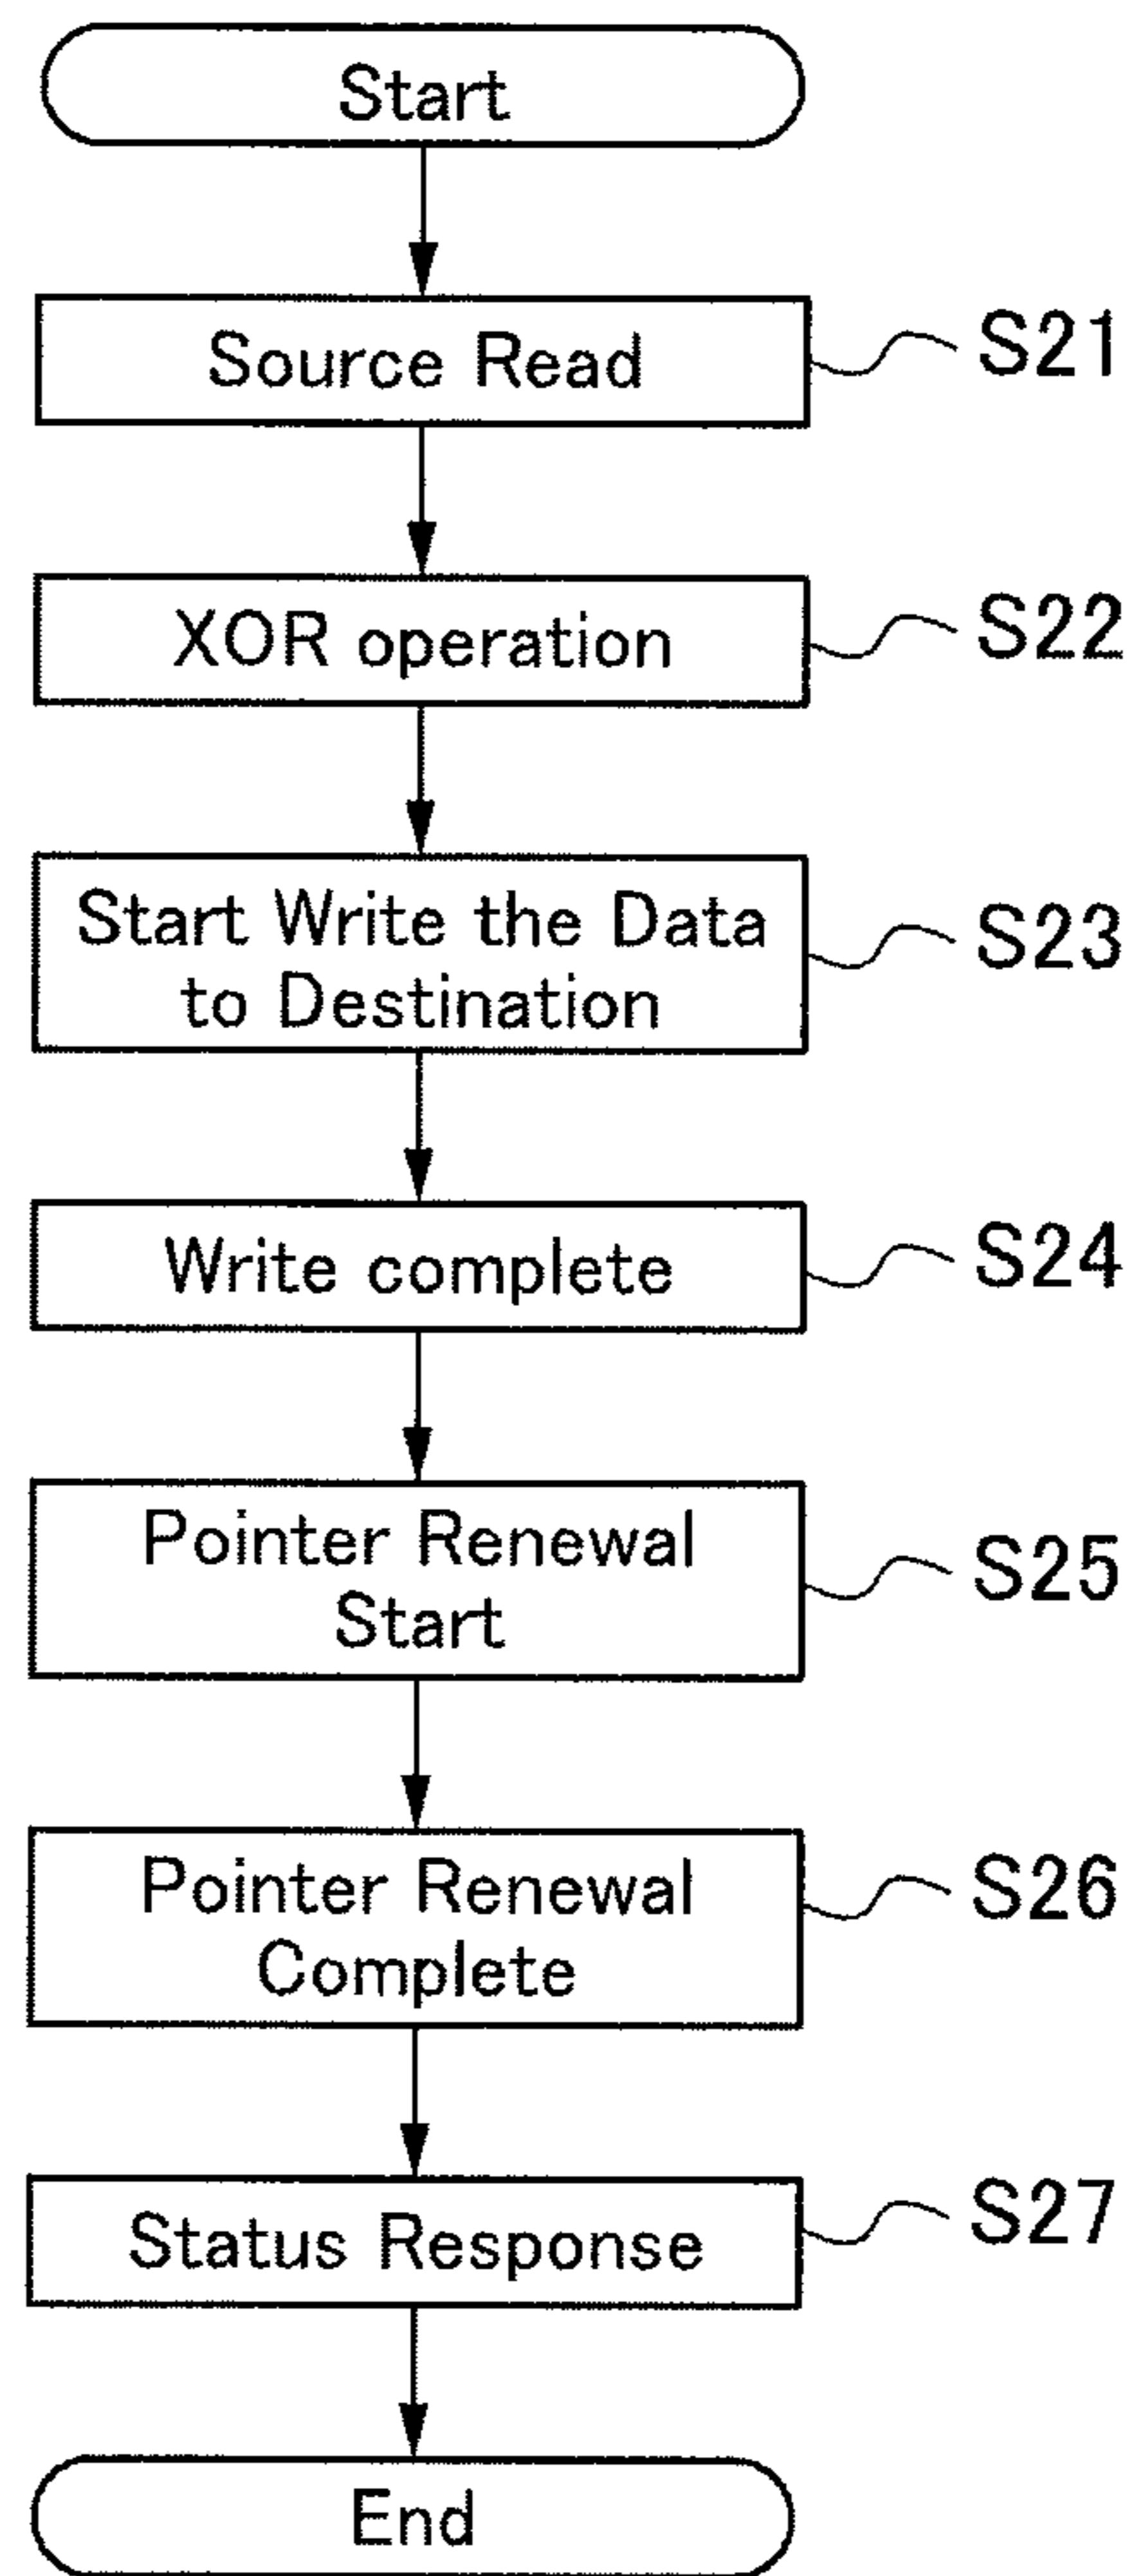 Start
Source Read
S21
XOR operation
S22
Start Write the Data
to Destination
S23
Write complete
S24
Pointer Renewal
Start
S25
Pointer Renewal
Complete
S26
Status Response
S27
End